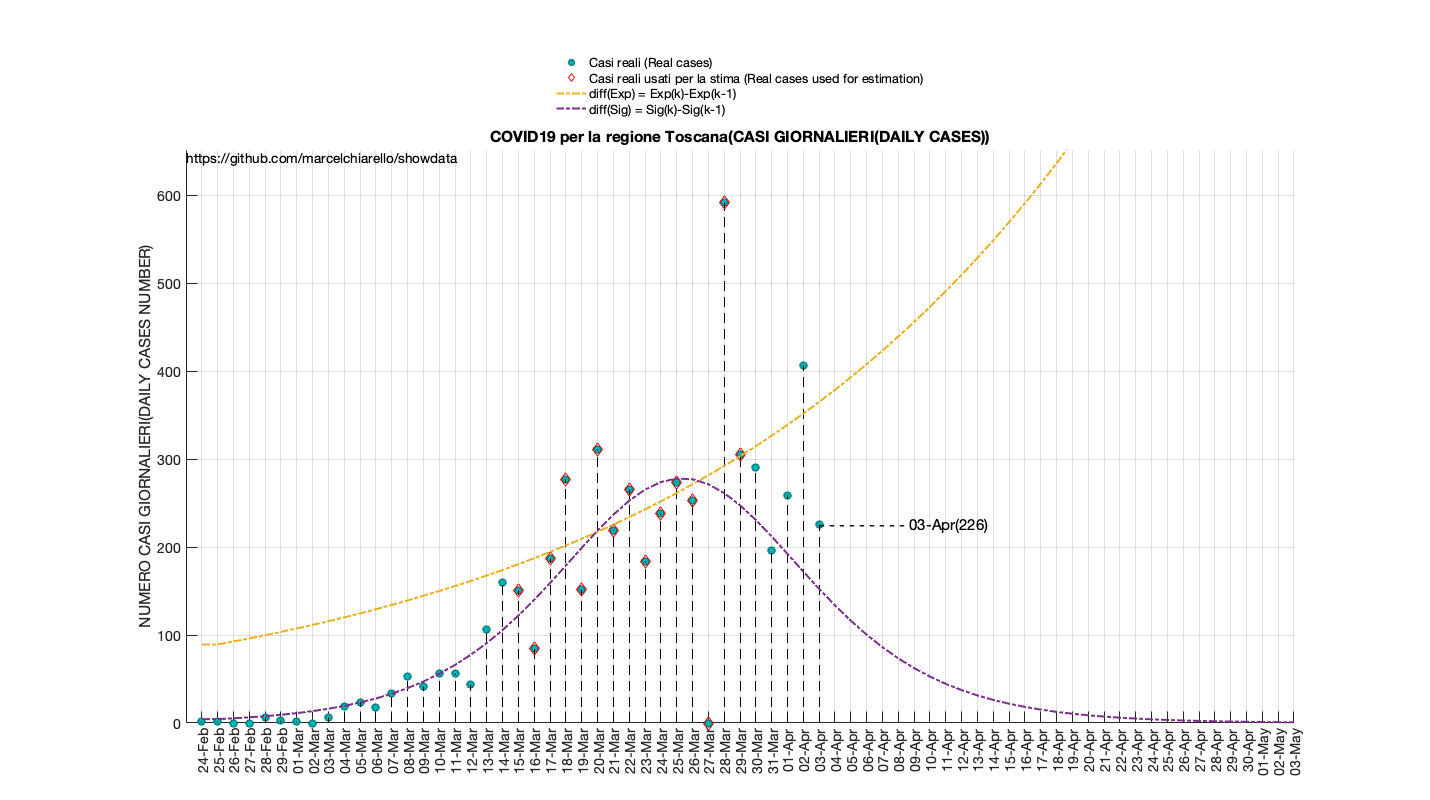 Casi reali (Real cases)
Casi reali usati per la stima (Real cases used for estimation)
diff(Exp) = Exp(k)-Exp(k-1)
diff(Sig) = Sig(k)-Sig(k-1)
COVID19 per la regione Toscana(CASI GIORNALIERI(DAILY CASES))
https://github.com/marcelchiarello/showdata
NUMERO CASI GIORNALIERI(DAILY CASES NUMBER)
600
500
400
300
200
100
0
03-Apr(226)
24-Feb
25-Feb
26-Feb
27-Feb
28-Feb
29-Feb
01-Mar
02-Mar
03-Mar
04-Mar
05-Mar
06-Mar
07-Mar
08-Mar
09-Mar
10-Mar
11-Mar
12-Mar
13-Mar
14-Mar
15-Mar
16-Mar
17-Mar
18-Mar
19-Mar
20-Mar
21-Mar
22-Mar
23-Mar
24-Mar
25-Mar
26-Mar
27-Mar
28-Mar
29-Mar
30-Mar
31-Mar
01-Apr
02-Apr
03-Apr
04-Apr
05-Apr
06-Apr
07-Apr
08-Apr
09-Apr
10-Apr
11-Apr
12-Apr
13-Apr
14-Apr
15-Apr
16-Apr
17-Apr
18-Apr
19-Apr
20-Apr
21-Apr
22-Apr
23-Apr
24-Apr
25-Apr
26-Apr
27-Apr
28-Apr
29-Apr
30-Apr
01-May
02-May
03-May